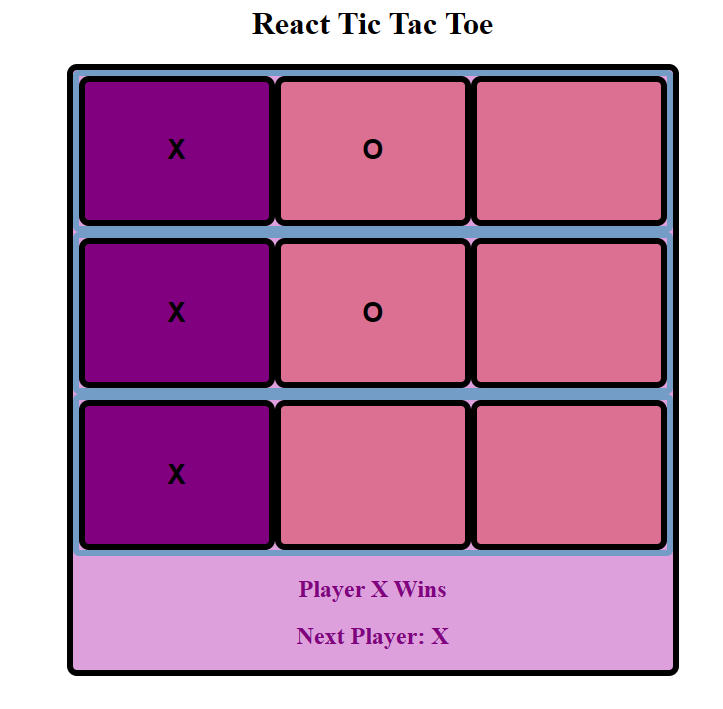 React Tic Tac Toe
X O
X O
X
Player X Wins
Next Player: X